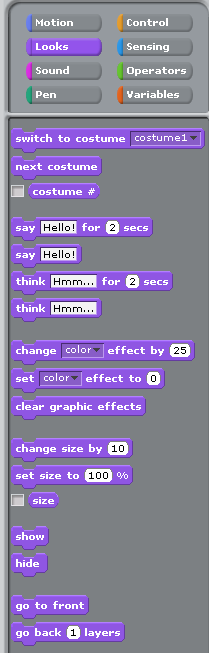 Motion Control
Looks Sensing
Sound Operators
Pen Variables
switch to costume costume1
next costume
costume #
say Hello! for 2 secs
say Hello!
think Hmm... for 2 secs
think Hmm...
change color effect by 25
set color effect to 0
clear graphic effects
change size by 10
set size to 100 %
size
show
hide
go to front
go back 1 layers